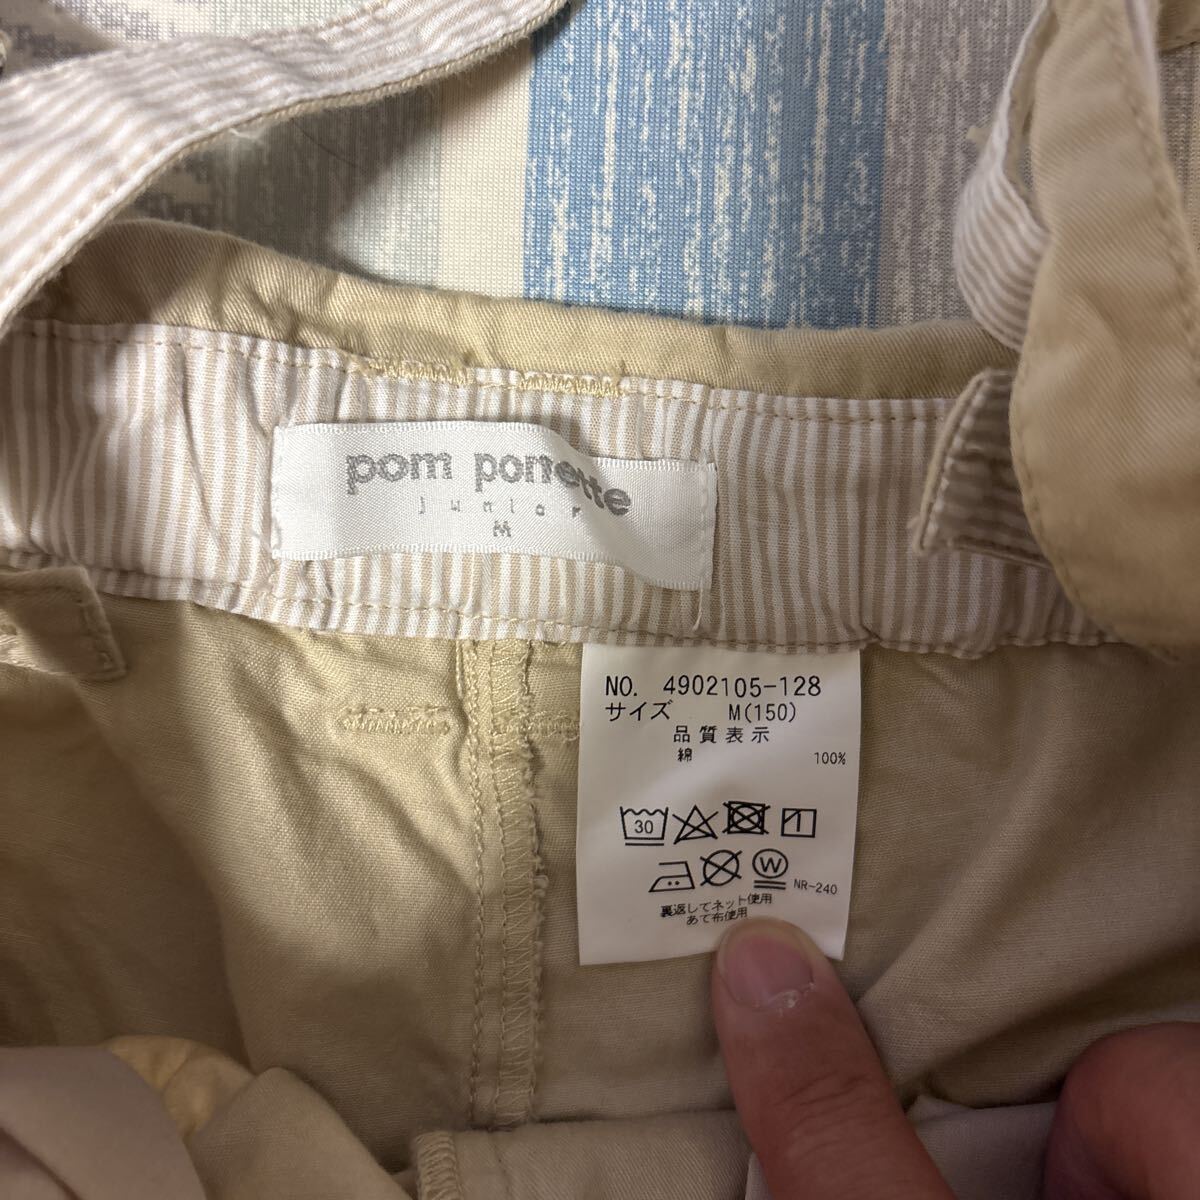 pom ponette
junior
M
NO. 4902105-128
サイズ M(150)
品質表示
綿 100%
30
W NR-240
裏返してネット使用
あて布使用